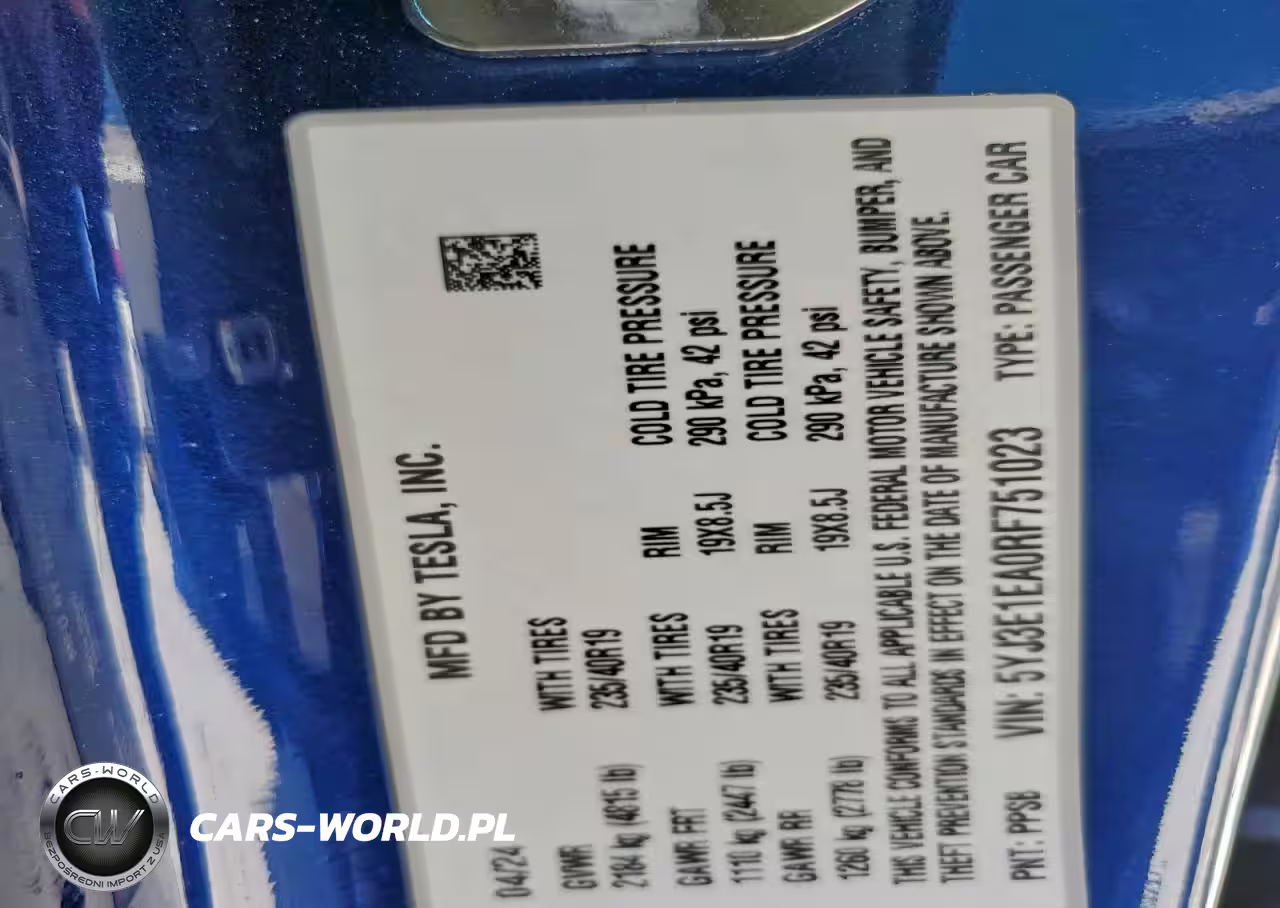 MFD BY TESLA, INC.
04/24
GVWR WITH TIRES
2184 kg (4815 lb) 235/40R19
GAWR FRT WITH TIRES RIM COLD TIRE PRESSURE
1110 kg (2447 lb) 235/40R19 19X8.5J 290 kPa, 42 psi
GAWR RR WITH TIRES RIM COLD TIRE PRESSURE
1260 kg (2778 lb) 235/40R19 19X8.5J 290 kPa, 42 psi
THIS VEHICLE CONFORMS TO ALL APPLICABLE U.S. FEDERAL MOTOR VEHICLE SAFETY, BUMPER, AND
THEFT PREVENTION STANDARDS IN EFFECT ON THE DATE OF MANUFACTURE SHOWN ABOVE.
PNT: PPSB VIN: 5YJ3E1EA0RF751023 TYPE: PASSENGER CAR
CARS-WORLD
CW
BEZPOŚREDNI IMPORT Z USA
CARS-WORLD.PL